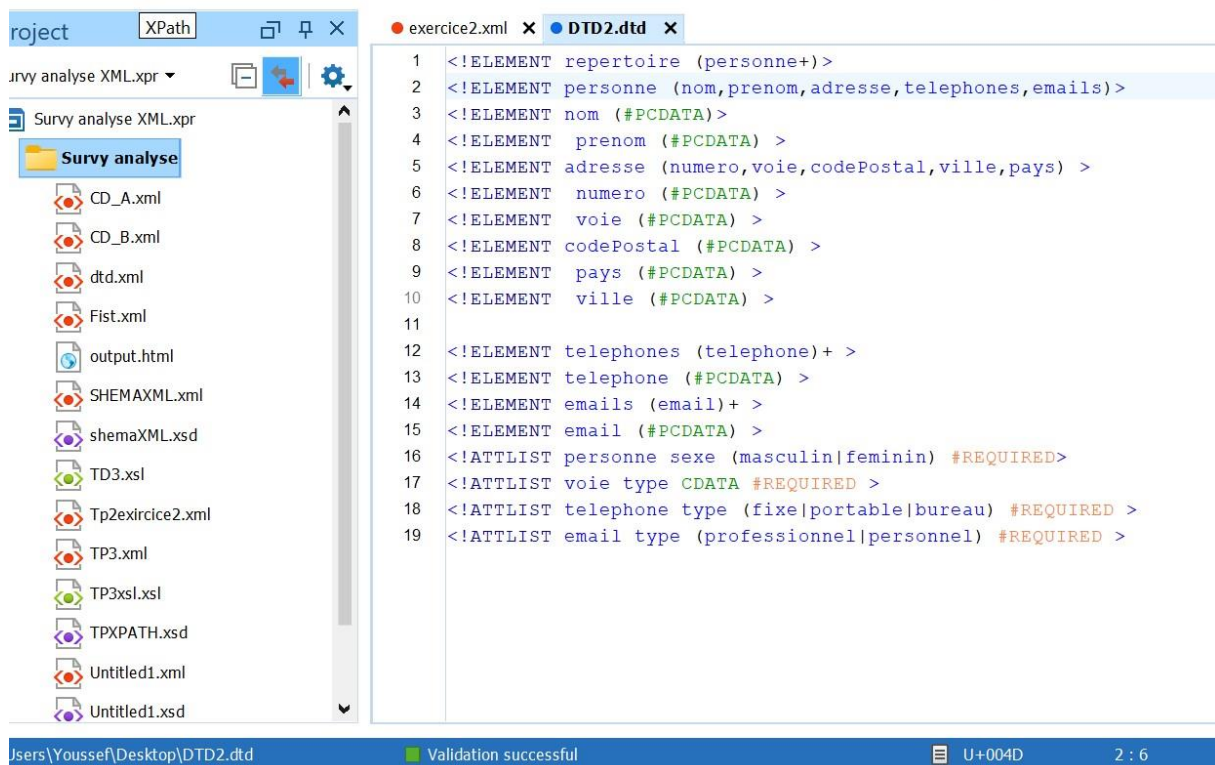 roject
XPath
exercice2.xml
DTD2.dtd
urvy analyse XML.xpr
Survy analyse XML.xpr
Survy analyse
CD_A.xml
CD_B.xml
dtd.xml
Fist.xml
output.html
SHEMAXML.xml
shemaXML.xsd
TD3.xsl
Tp2exircice2.xml
TP3.xml
TP3xsl.xsl
TPXPATH.xsd
Untitled1.xml
Untitled1.xsd
1 <!ELEMENT repertoire (personne+)>
2 <!ELEMENT personne (nom,prenom,adresse,telephones,emails)>
3 <!ELEMENT nom (#PCDATA)>
4 <!ELEMENT  prenom (#PCDATA) >
5 <!ELEMENT adresse (numero,voie,codePostal,ville,pays) >
6 <!ELEMENT  numero (#PCDATA) >
7 <!ELEMENT  voie (#PCDATA) >
8 <!ELEMENT codePostal (#PCDATA) >
9 <!ELEMENT  pays (#PCDATA) >
10 <!ELEMENT  ville (#PCDATA) >
11
12 <!ELEMENT telephones (telephone)+ >
13 <!ELEMENT telephone (#PCDATA) >
14 <!ELEMENT emails (email)+ >
15 <!ELEMENT email (#PCDATA) >
16 <!ATTLIST personne sexe (masculin|feminin) #REQUIRED>
17 <!ATTLIST voie type CDATA #REQUIRED >
18 <!ATTLIST telephone type (fixe|portable|bureau) #REQUIRED >
19 <!ATTLIST email type (professionnel|personnel) #REQUIRED >
Users\Youssef\Desktop\DTD2.dtd
Validation successful
U+004D
2 : 6